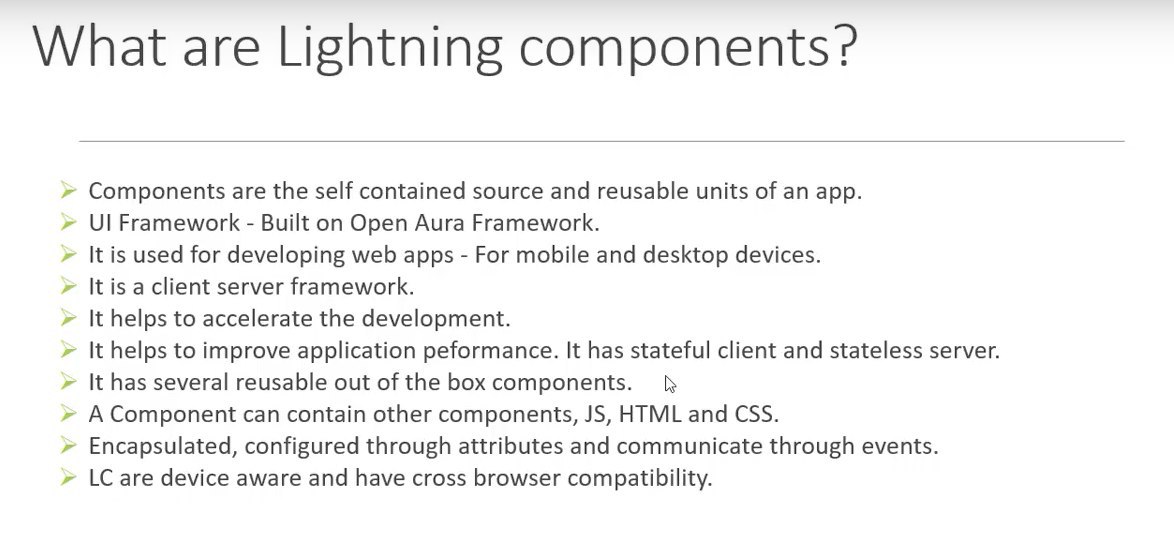 What are Lightning components?
Components are the self contained source and reusable units of an app.
UI Framework - Built on Open Aura Framework.
It is used for developing web apps - For mobile and desktop devices.
It is a client server framework.
It helps to accelerate the development.
It helps to improve application peformance. It has stateful client and stateless server.
It has several reusable out of the box components.
A Component can contain other components, JS, HTML and CSS.
Encapsulated, configured through attributes and communicate through events.
LC are device aware and have cross browser compatibility.